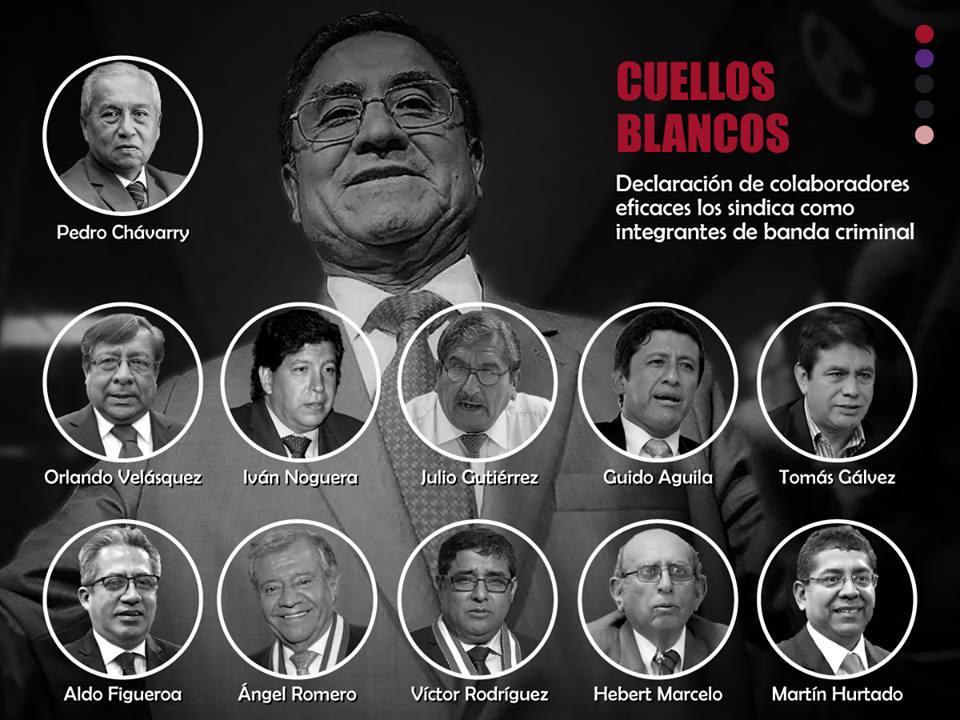 CUELLOS
BLANCOS
Declaración de colaboradores
eficaces los sindica como
integrantes de banda criminal
Pedro Chávarry
Orlando Velásquez
Iván Noguera
Julio Gutiérrez
Guido Aguila
Tomás Gálvez
Aldo Figueroa
Ángel Romero
Víctor Rodríguez
Hebert Marcelo
Martín Hurtado